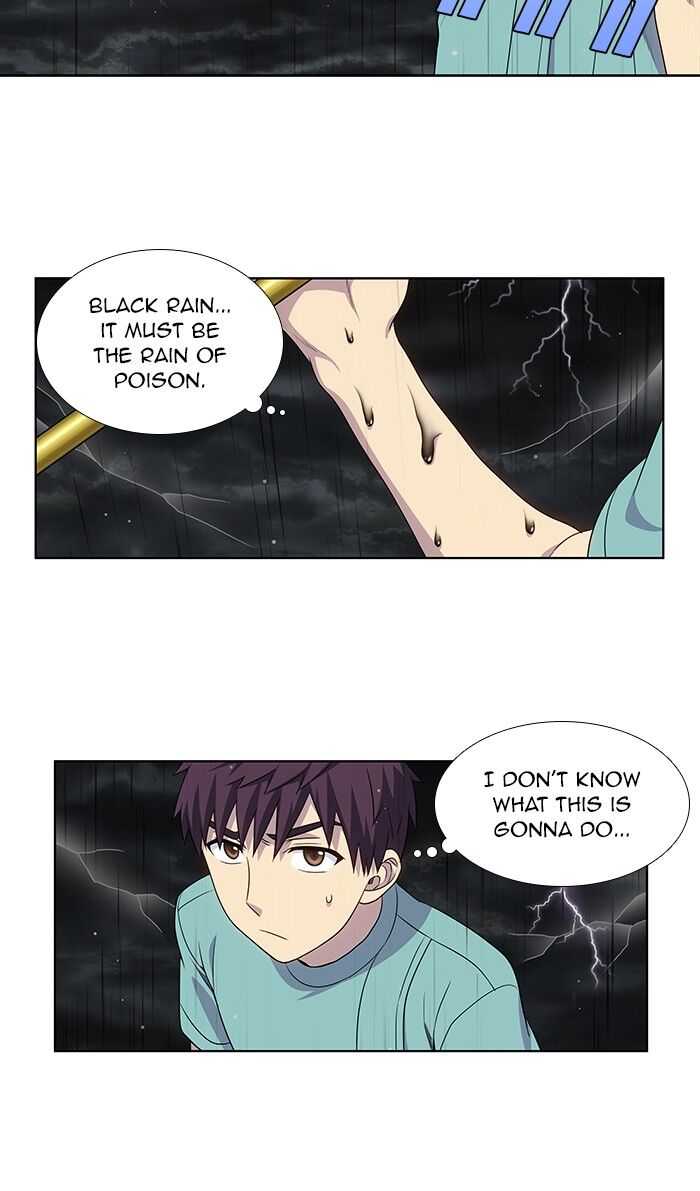 BLACK RAIN...
IT MUST BE
THE RAIN OF
POISON.
I DON'T KNOW
WHAT THIS IS
GONNA DO...